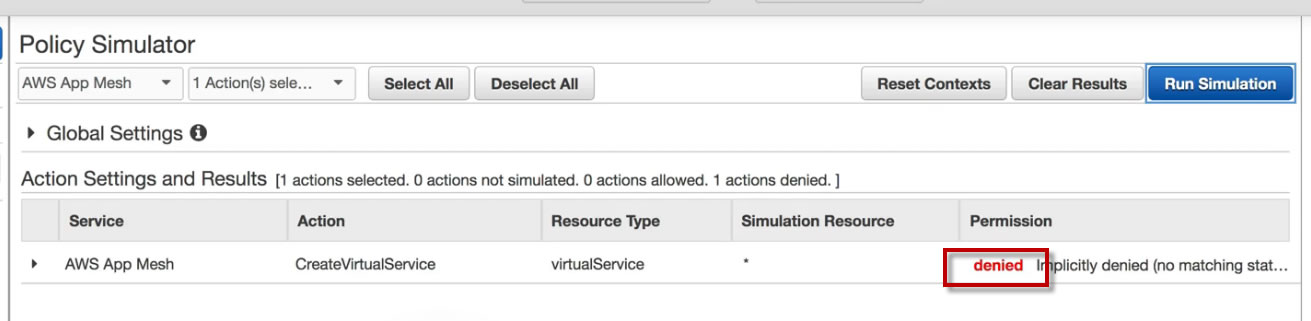 Policy Simulator
AWS App Mesh 1 Action(s) sele... Select All Deselect All Reset Contexts Clear Results Run Simulation
Global Settings
Action Settings and Results [1 actions selected. 0 actions not simulated. 0 actions allowed. 1 actions denied. ]
Service Action Resource Type Simulation Resource Permission
AWS App Mesh CreateVirtualService virtualService * denied Implicitly denied (no matching stat...